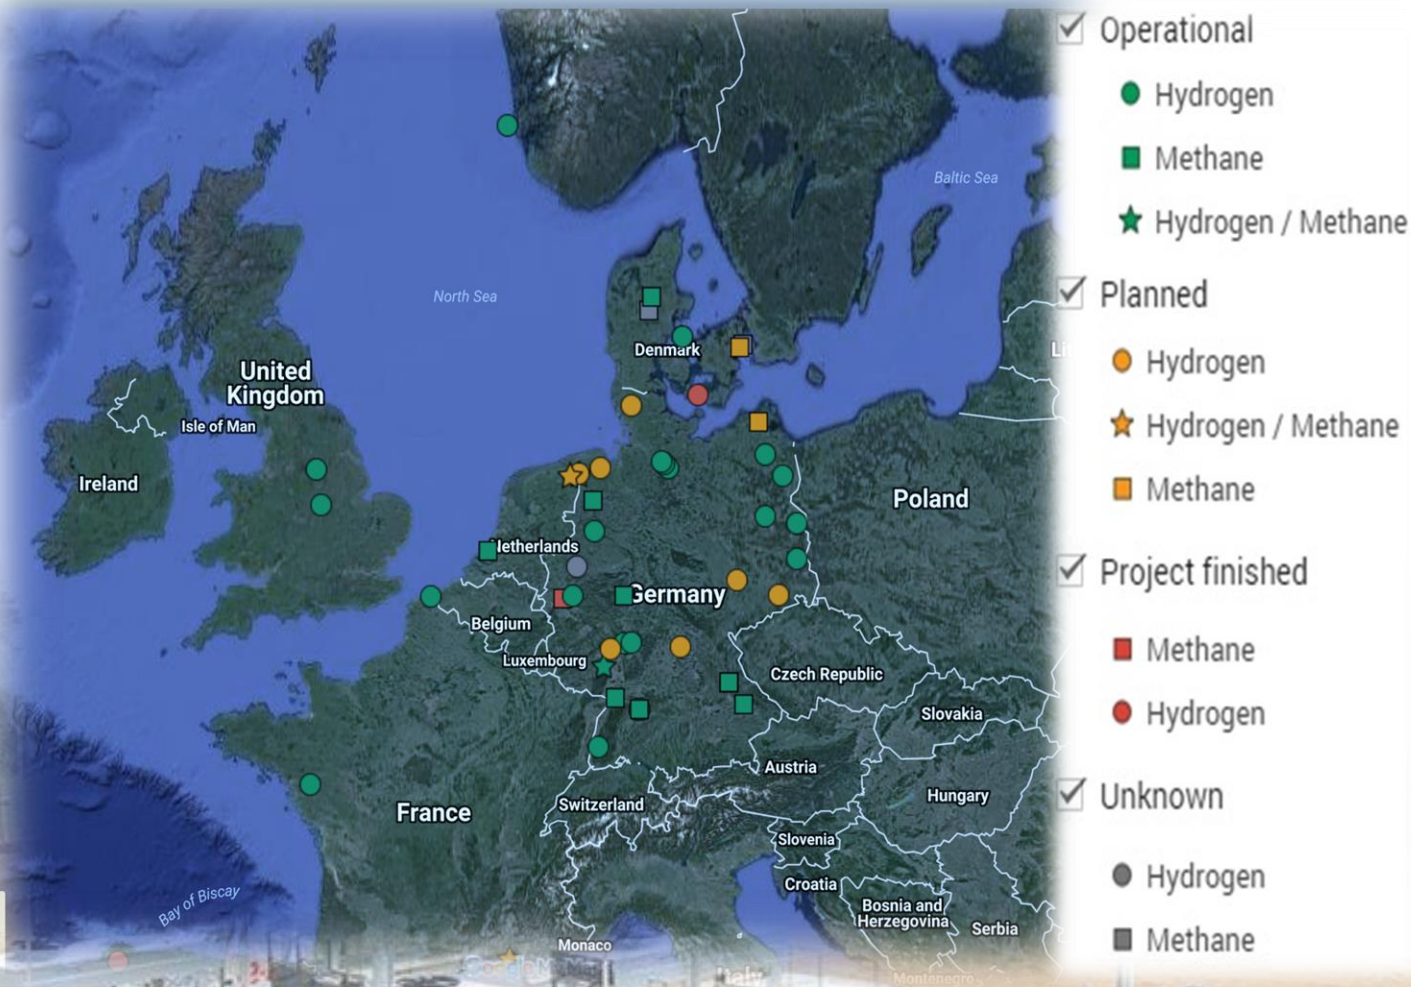 Operational
Hydrogen
Methane
Hydrogen / Methane
Planned
Hydrogen
Hydrogen / Methane
Methane
Project finished
Methane
Hydrogen
Unknown
Hydrogen
Methane
Baltic Sea
North Sea
Denmark
United
Kingdom
Isle of Man
Ireland
Poland
Netherlands
Germany
Belgium
Luxembourg
Czech Republic
Slovakia
Austria
Hungary
Switzerland
France
Slovenia
Croatia
Bosnia and
Herzegovina
Serbia
Bay of Biscay
Monaco
Italy
Montenegro